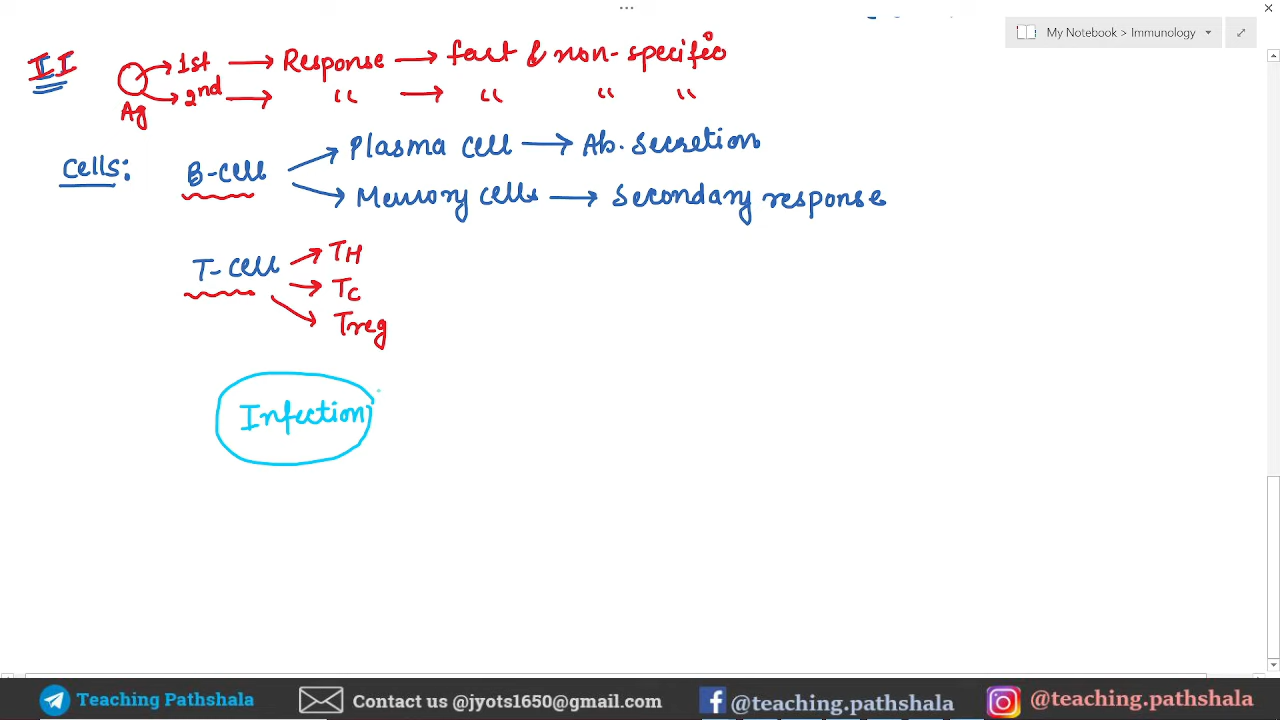 My Notebook > Immunology
II
1st → Response → fast & non-specific
Ag
2nd → " → " " "
Cells: B-cell → Plasma cell → Ab. Secretion
→ Memory cells → Secondary response
T-cell → TH
→ TC
→ Treg
Infection
Teaching Pathshala Contact us @jyots1650@gmail.com @teaching.pathshala @teaching.pathshala